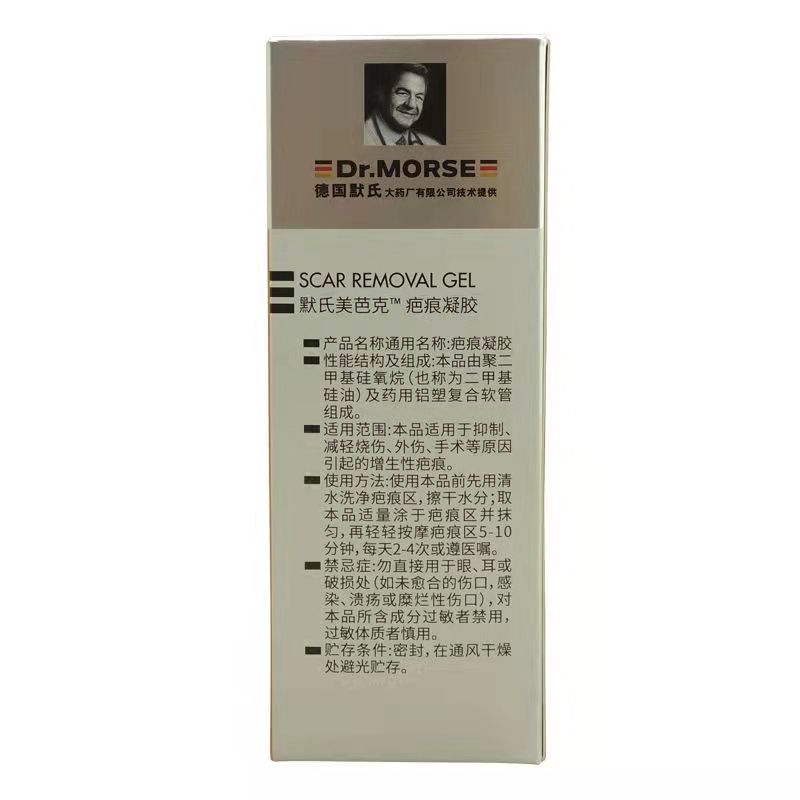 Dr.MORSE
德国默氏 大药厂有限公司技术提供
SCAR REMOVAL GEL
默氏美芭克™ 疤痕凝胶
产品名称通用名称:疤痕凝胶
性能结构及组成:本品由聚二
甲基硅氧烷(也称为二甲基
硅油)及药用铝塑复合软管
组成。
适用范围:本品适用于抑制、
减轻烧伤、外伤、手术等原因
引起的增生性疤痕。
使用方法:使用本品前先用清
水洗净疤痕区,擦干水分;取
本品适量涂于疤痕区并抹
匀,再轻轻按摩疤痕区5-10
分钟,每天2-4次或遵医嘱。
禁忌症:勿直接用于眼、耳或
破损处(如未愈合的伤口,感
染、溃疡或糜烂性伤口),对
本品所含成分过敏者禁用,
过敏体质者慎用。
贮存条件:密封,在通风干燥
处避光贮存。